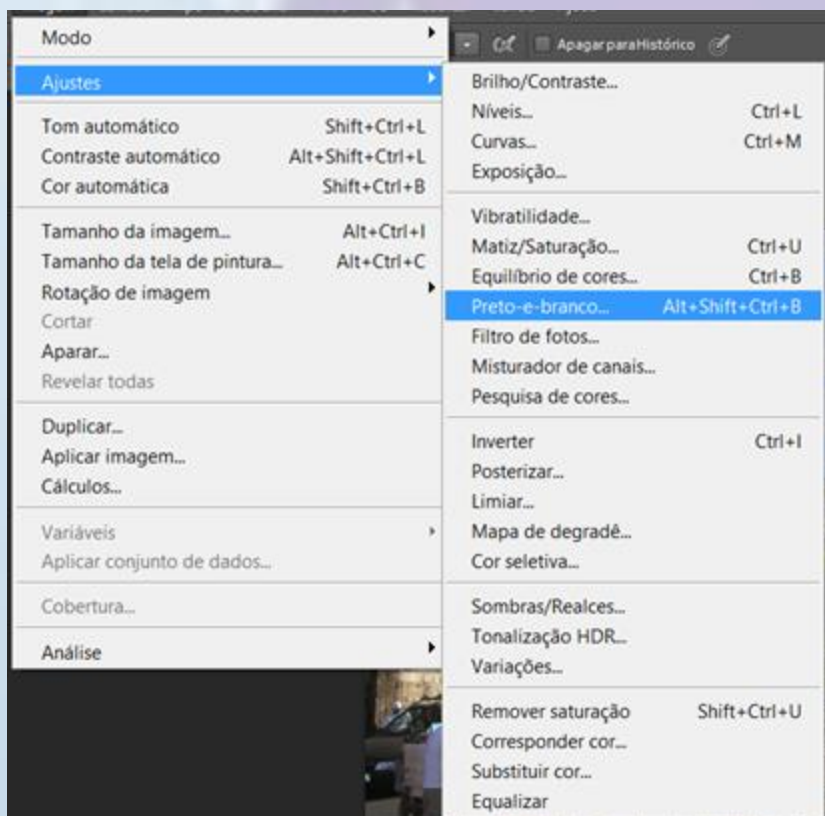 Modo
Ajustes
Tom automático Shift+Ctrl+L
Contraste automático Alt+Shift+Ctrl+L
Cor automática Shift+Ctrl+B
Tamanho da imagem... Alt+Ctrl+I
Tamanho da tela de pintura... Alt+Ctrl+C
Rotação de imagem
Cortar
Aparar...
Revelar todas
Duplicar...
Aplicar imagem...
Cálculos...
Variáveis
Aplicar conjunto de dados...
Cobertura...
Análise
Apagar para Histórico
Brilho/Contraste...
Níveis... Ctrl+L
Curvas... Ctrl+M
Exposição...
Vibratilidade...
Matiz/Saturação... Ctrl+U
Equilíbrio de cores... Ctrl+B
Preto-e-branco... Alt+Shift+Ctrl+B
Filtro de fotos...
Misturador de canais...
Pesquisa de cores...
Inverter Ctrl+I
Posterizar...
Limiar...
Mapa de degradê...
Cor seletiva...
Sombras/Realces...
Tonalização HDR...
Variações...
Remover saturação Shift+Ctrl+U
Corresponder cor...
Substituir cor...
Equalizar